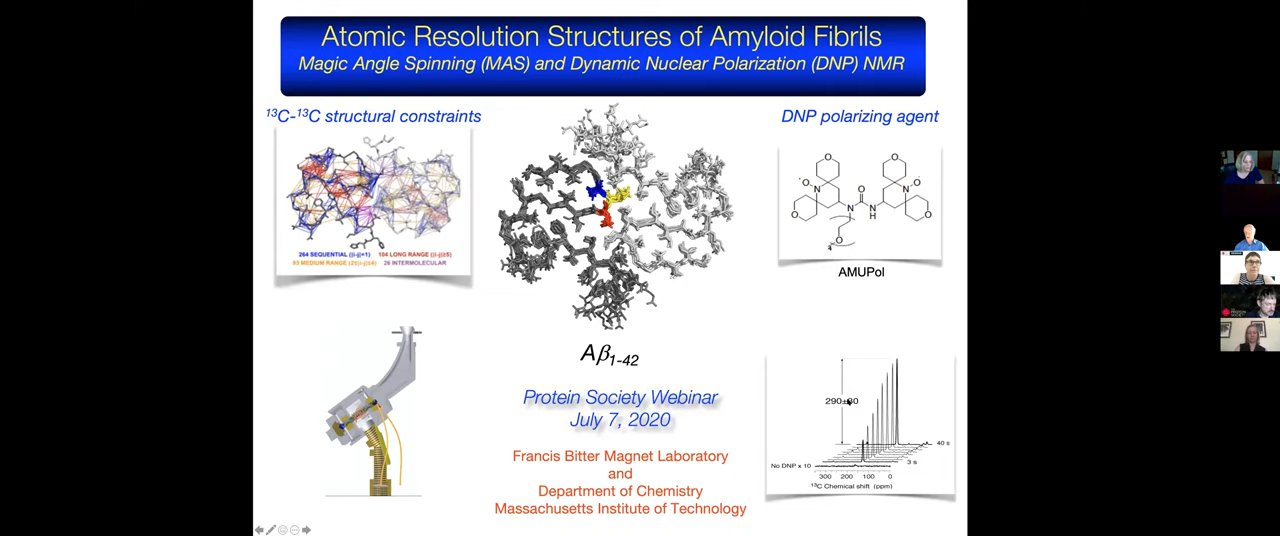 Atomic Resolution Structures of Amyloid Fibrils
Magic Angle Spinning (MAS) and Dynamic Nuclear Polarization (DNP) NMR
¹³C-¹³C structural constraints
264 SEQUENTIAL (|i-j|=1)
104 LONG RANGE (|i-j|≥5)
93 MEDIUM RANGE (2≤|i-j|≤4)
26 INTERMOLECULAR
Aβ₁₋₄₂
Protein Society Webinar
July 7, 2020
Francis Bitter Magnet Laboratory
and
Department of Chemistry
Massachusetts Institute of Technology
DNP polarizing agent
O
O
O
N
O
N
O
N
N
H
O
O
O
4
AMUPol
290±30
40 s
3 s
No DNP x 10
300 200 100 0
¹³C Chemical shift (ppm)